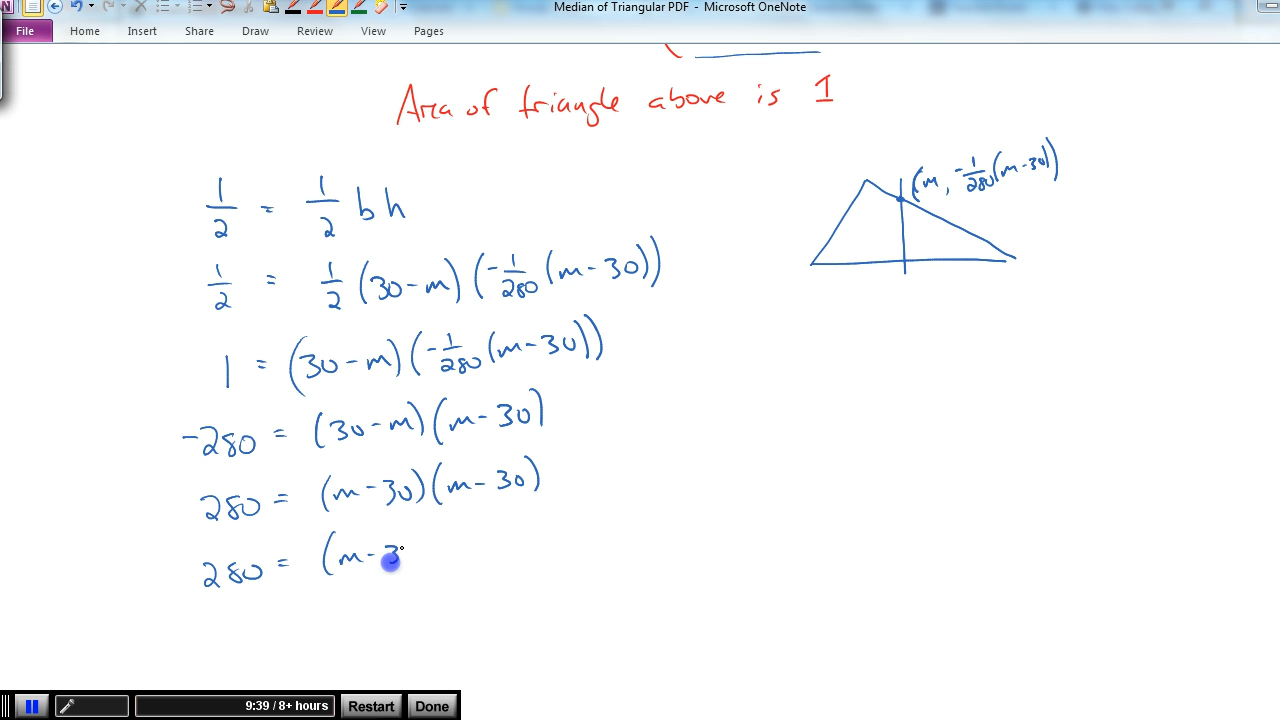 Median of Triangular PDF - Microsoft OneNote
File Home Insert Share Draw Review View Pages
Area of triangle above is 1
(m, -1/280(m-30))
1/2 = 1/2 bh
1/2 = 1/2 (30-m)(-1/280(m-30))
1 = (30-m)(-1/280(m-30))
-280 = (30-m)(m-30)
280 = (m-30)(m-30)
280 = (m-3
9:39 / 8+ hours Restart Done